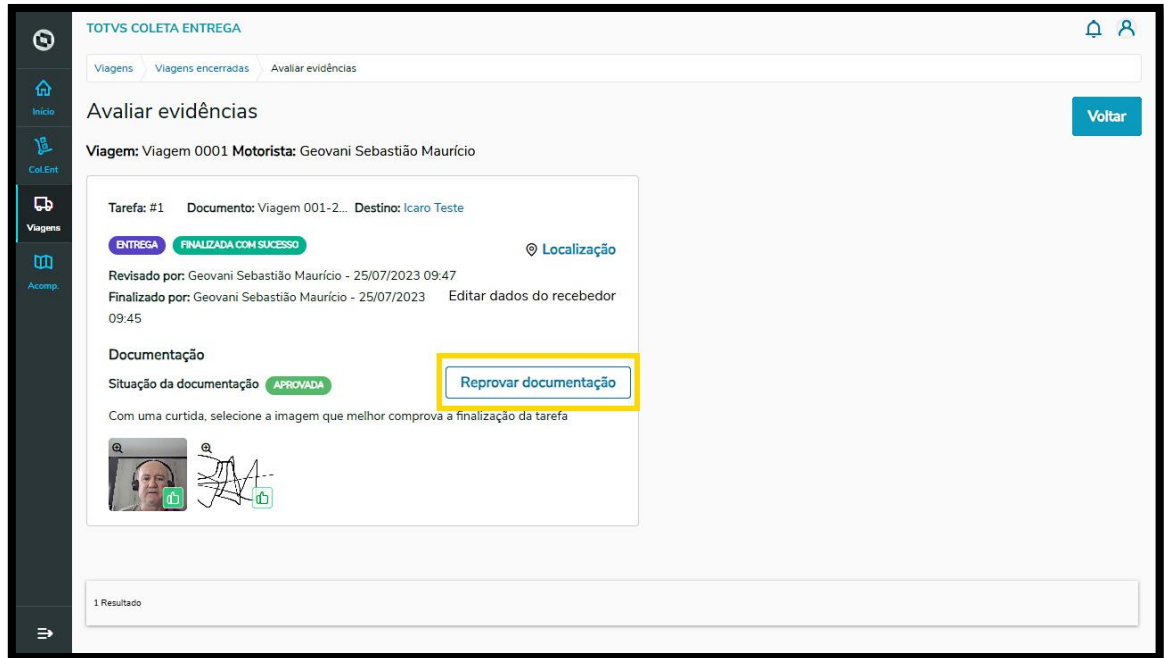 TOTVS COLETA ENTREGA
Viagens Viagens encerradas Avaliar evidências
Início
Avaliar evidências
Voltar
Viagem: Viagem 0001 Motorista: Geovani Sebastião Maurício
Col.Ent
Viagens
Acomp.
Tarefa: #1 Documento: Viagem 001-2... Destino: Icaro Teste
ENTREGA FINALIZADA COM SUCESSO
Localização
Revisado por: Geovani Sebastião Maurício - 25/07/2023 09:47
Finalizado por: Geovani Sebastião Maurício - 25/07/2023
09:45
Editar dados do recebedor
Documentação
Situação da documentação APROVADA
Reprovar documentação
Com uma curtida, selecione a imagem que melhor comprova a finalização da tarefa
1 Resultado